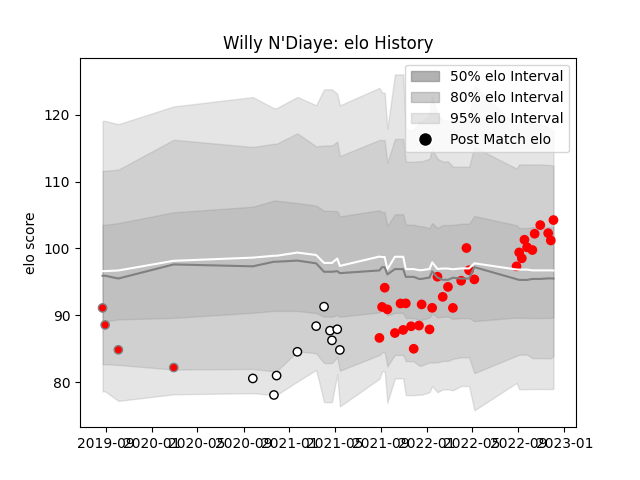 Willy N'Diaye: elo History
50% elo Interval
80% elo Interval
95% elo Interval
Post Match elo
elo score
120
110
100
90
80
2019-09 2020-01 2020-05 2020-09 2021-01 2021-05 2021-09 2022-01 2022-05 2022-09 2023-01